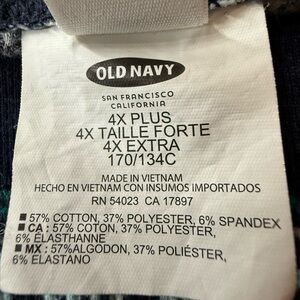 OLD NAVY
SAN FRANCISCO
CALIFORNIA
4X PLUS
4X TAILLE FORTE
4X EXTRA
170/134C
MADE IN VIETNAM
HECHO EN VIETNAM CON INSUMOS IMPORTADOS
RN 54023 CA 17897
■ 57% COTTON, 37% POLYESTER, 6% SPANDEX
■ CA : 57% COTON, 37% POLYESTER,
6% ÉLASTHANNE
■ MX : 57%ALGODON, 37% POLIÉSTER,
6% ELASTANO